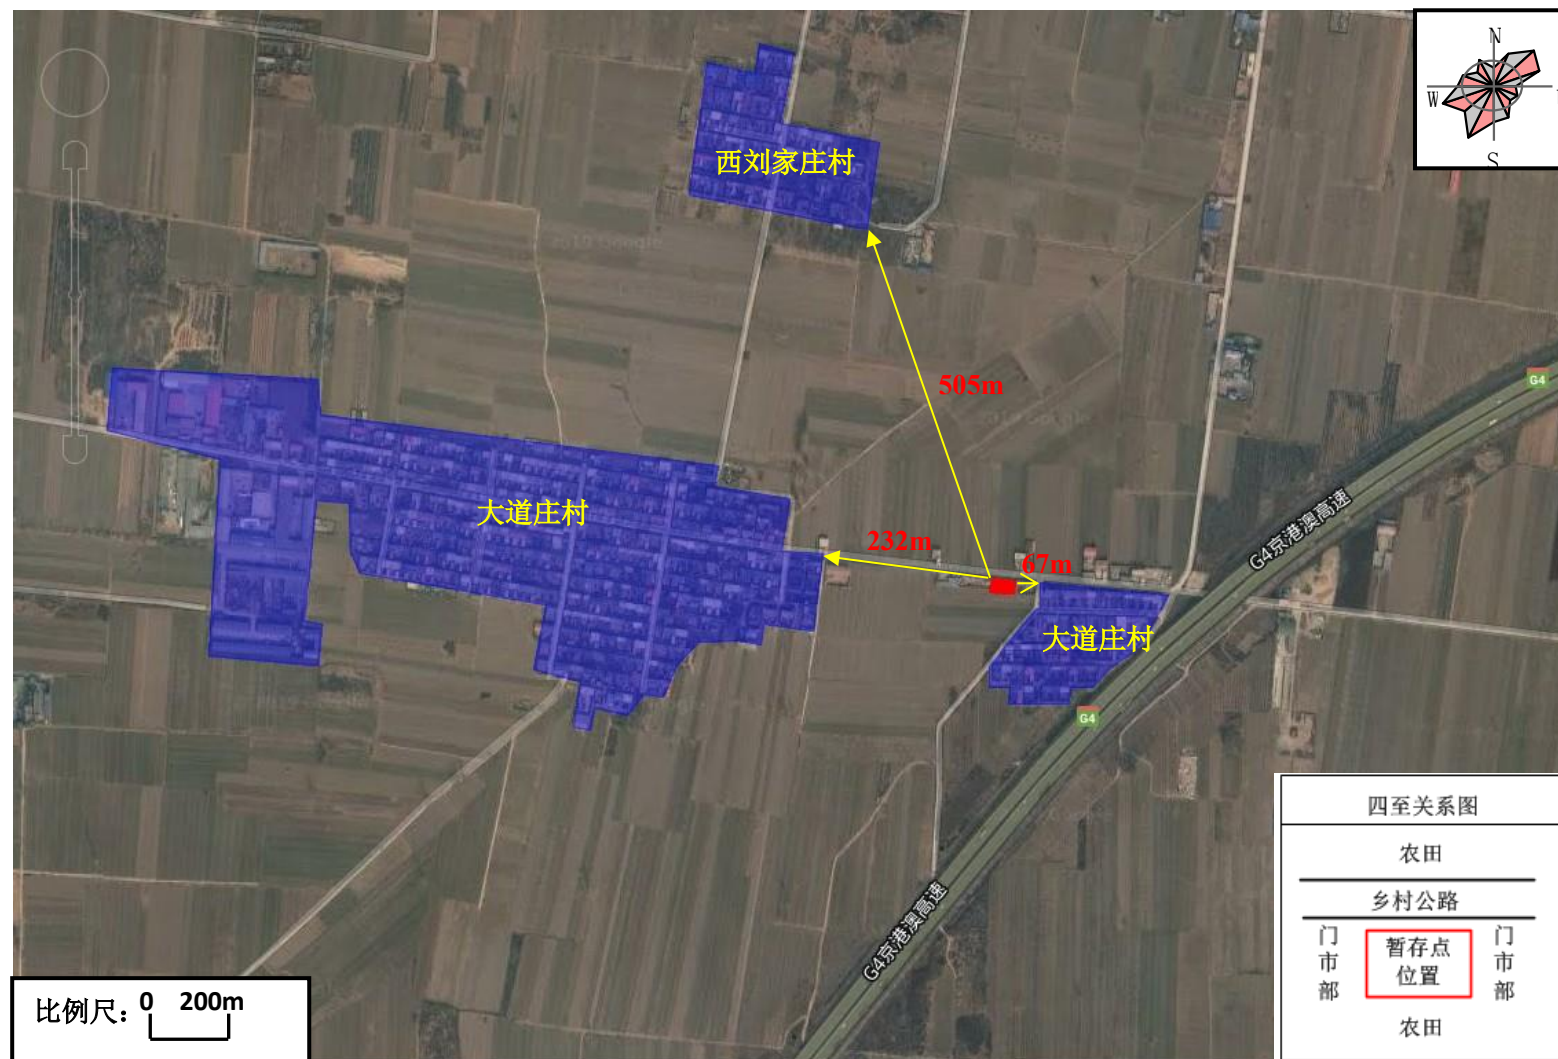 N
W
S
西刘家庄村
505m
G4
大道庄村
G4京港澳高速
232m
67m
大道庄村
G4
G4京港澳高速
四至关系图
农田
乡村公路
门市部
暂存点
位置
门市部
农田
比例尺：0 200m